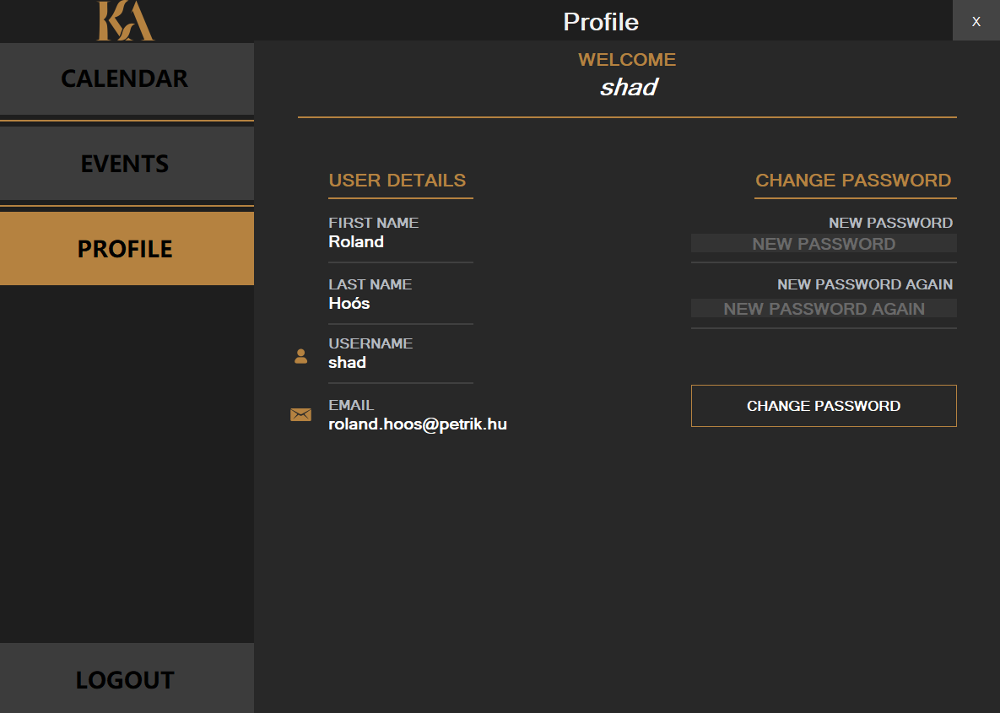 KA
Profile
X
CALENDAR
EVENTS
PROFILE
LOGOUT
WELCOME
shad
USER DETAILS
FIRST NAME
Roland
LAST NAME
Hoós
USERNAME
shad
EMAIL
roland.hoos@petrik.hu
CHANGE PASSWORD
NEW PASSWORD
NEW PASSWORD
NEW PASSWORD AGAIN
NEW PASSWORD AGAIN
CHANGE PASSWORD